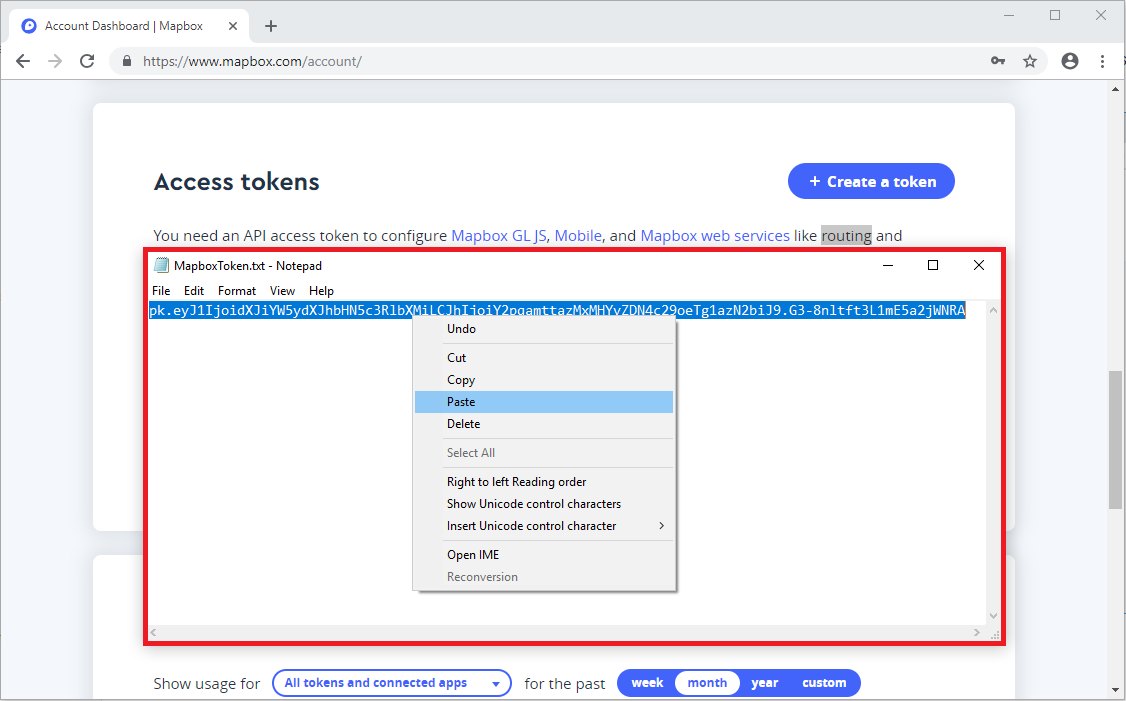 Account Dashboard | Mapbox
https://www.mapbox.com/account/
Access tokens
+ Create a token
You need an API access token to configure Mapbox GL JS, Mobile, and Mapbox web services like routing and
MapboxToken.txt - Notepad
File Edit Format View Help
Undo
Cut
Copy
Paste
Delete
Select All
Right to left Reading order
Show Unicode control characters
Insert Unicode control character
Open IME
Reconversion
Show usage for All tokens and connected apps for the past week month year custom